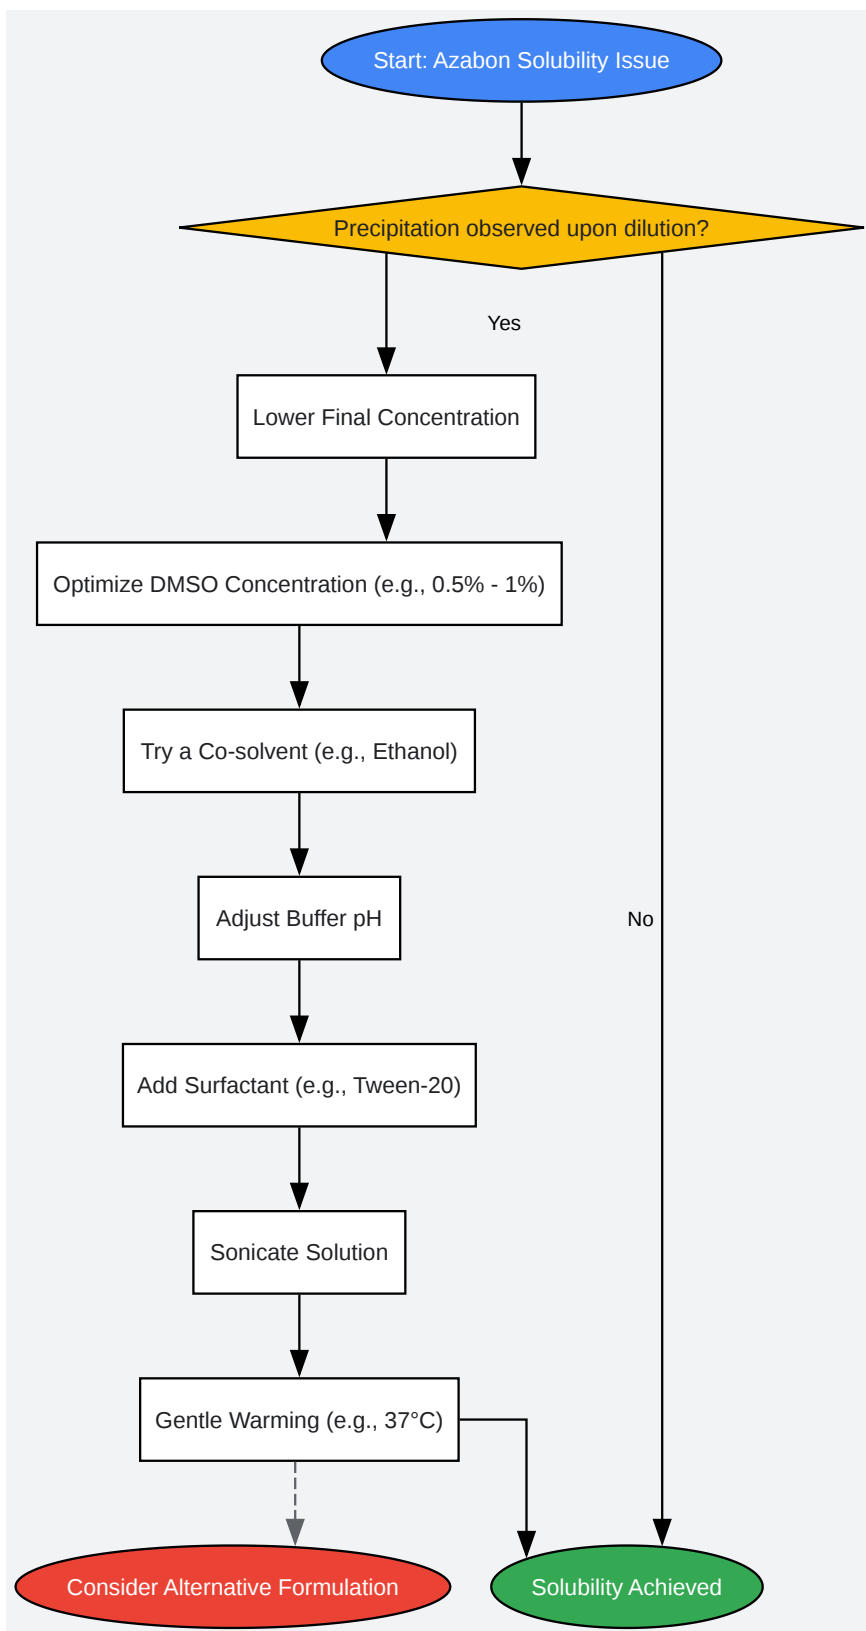 Start: Azabon Solubility Issue
Precipitation observed upon dilution?
Yes
Lower Final Concentration
Optimize DMSO Concentration (e.g., 0.5% - 1%)
Try a Co-solvent (e.g., Ethanol)
Adjust Buffer pH
No
Add Surfactant (e.g., Tween-20)
Sonicate Solution
Gentle Warming (e.g., 37°C)
Consider Alternative Formulation
Solubility Achieved